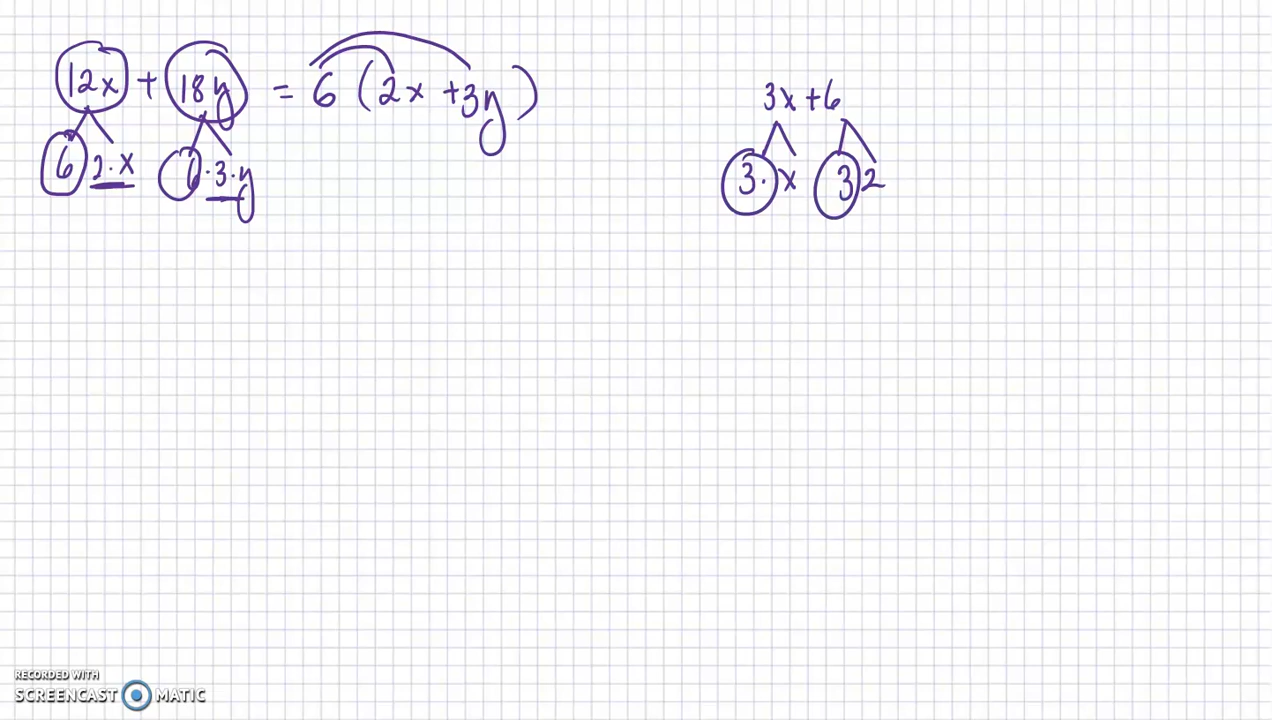 12x + 18y = 6 (2x + 3y)
6 2·x 6·3·y
3x + 6
3· x 3 2
RECORDED WITH
SCREENCAST MATIC